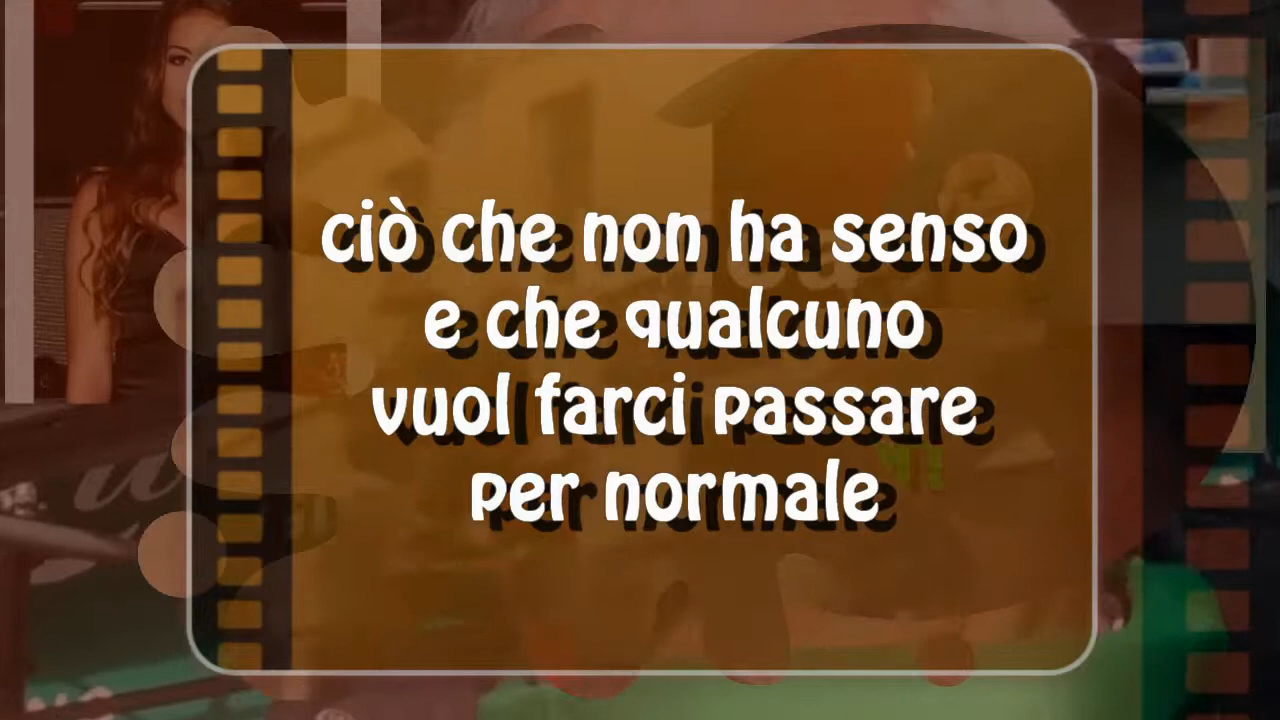 ciò che non ha senso
e che qualcuno
vuol farci passare
per normale